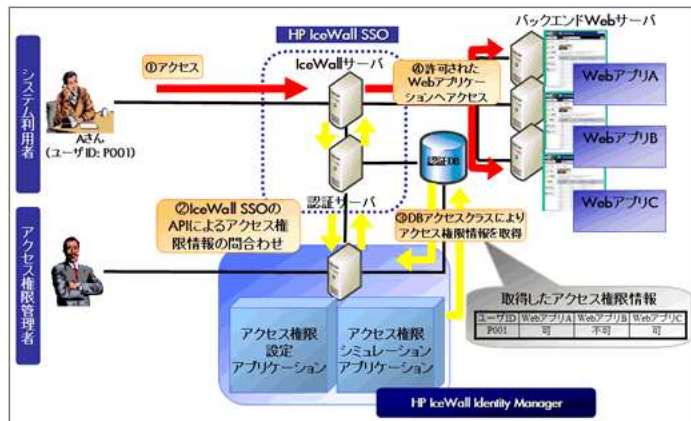 HP IceWall SSO
バックエンドWebサーバ
IceWallサーバ
①アクセス
④許可された
Webアプリケー
ションへアクセス
WebアプリA
システム利用者
Aさん
(ユーザID: P001)
認証DB
WebアプリB
認証サーバ
WebアプリC
②IceWall SSOの
APIによるアクセス権
限情報の問合わせ
③DBアクセスクラスにより
アクセス権限情報を取得
アクセス権限管理者
取得したアクセス権限情報
ユーザID WebアプリA WebアプリB WebアプリC
P001 可 不可 可
アクセス権限
設定
アプリケーション
アクセス権限
シミュレーション
アプリケーション
HP IceWall Identity Manager